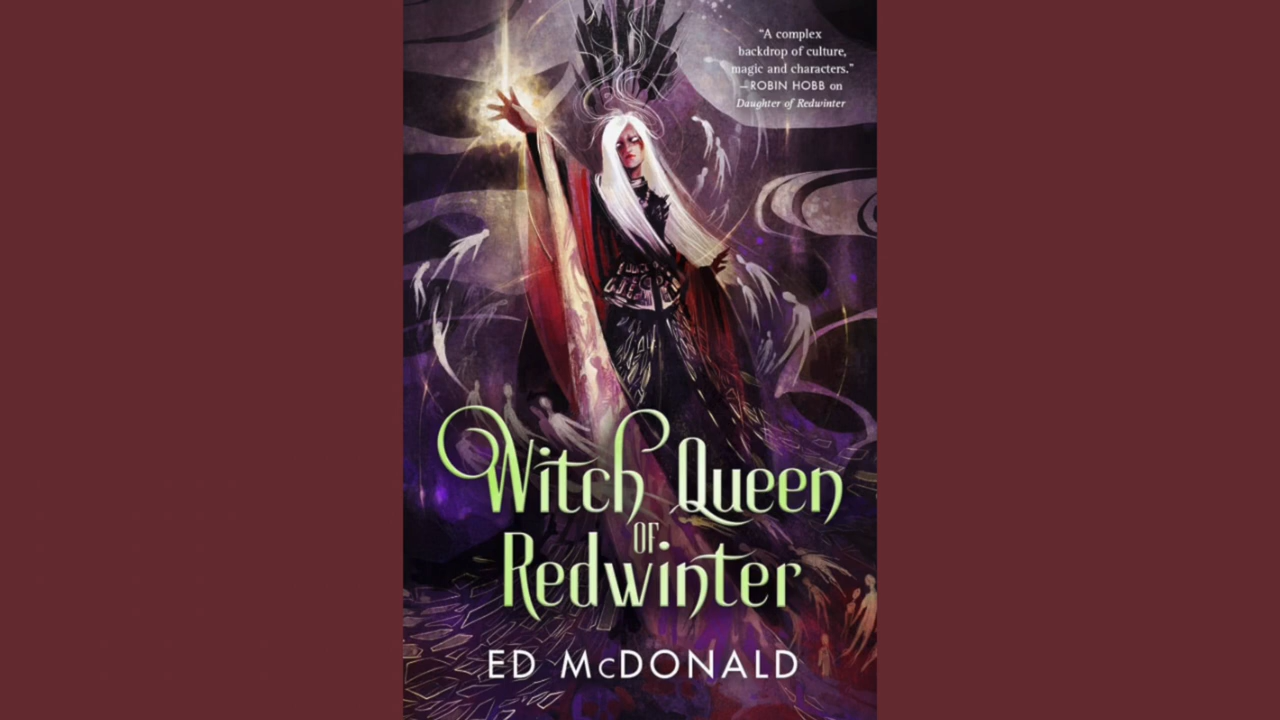 “A complex
backdrop of culture,
magic and characters.”
—ROBIN HOBB on
Daughter of Redwinter
Witch Queen
OF
Redwinter
ED McDONALD